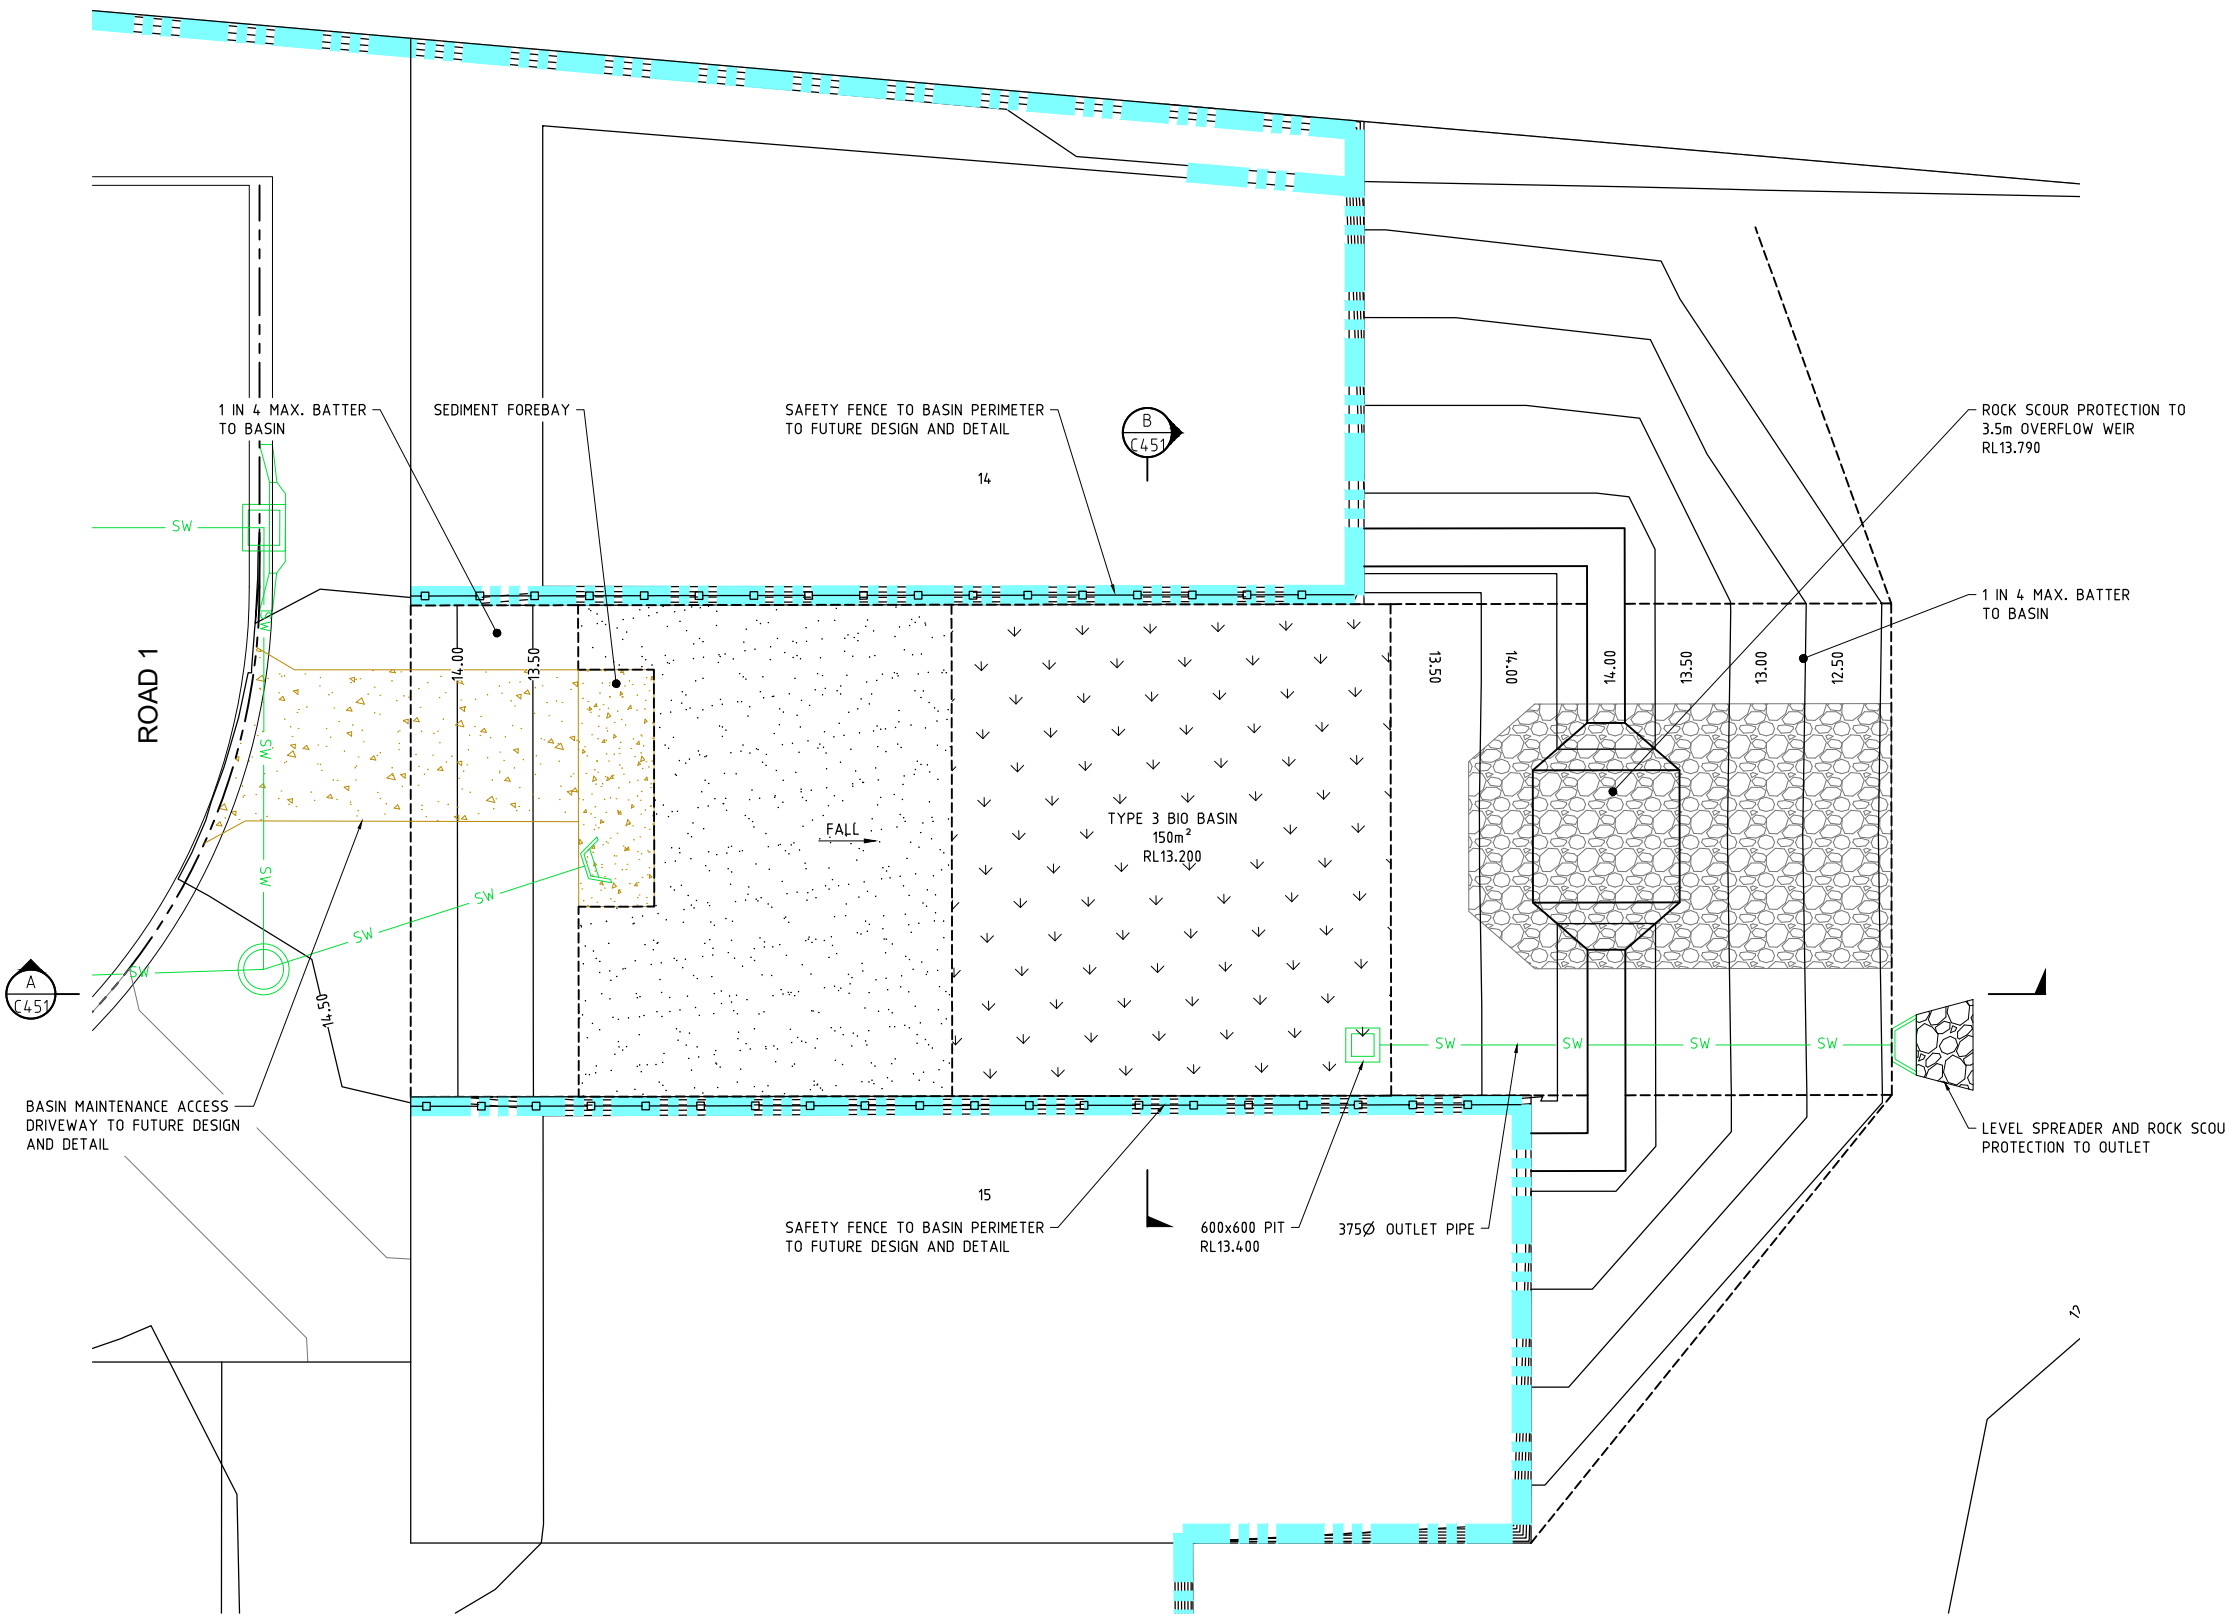 1 IN 4 MAX. BATTER
TO BASIN
SEDIMENT FOREBAY
SAFETY FENCE TO BASIN PERIMETER
TO FUTURE DESIGN AND DETAIL
B
C451
ROCK SCOUR PROTECTION TO
3.5m OVERFLOW WEIR
RL13.790
14
SW
SW
1 IN 4 MAX. BATTER
TO BASIN
ROAD 1
14.00
13.50
13.50
14.00
14.00
13.50
13.00
12.50
SW
TYPE 3 BIO BASIN
150m²
RL13.200
FALL
SW
SW
SW
SW
A
C451
14.50
SW
SW
SW
SW
BASIN MAINTENANCE ACCESS
DRIVEWAY TO FUTURE DESIGN
AND DETAIL
LEVEL SPREADER AND ROCK SCOU
PROTECTION TO OUTLET
15
SAFETY FENCE TO BASIN PERIMETER
TO FUTURE DESIGN AND DETAIL
600x600 PIT
RL13.400
375Ø OUTLET PIPE